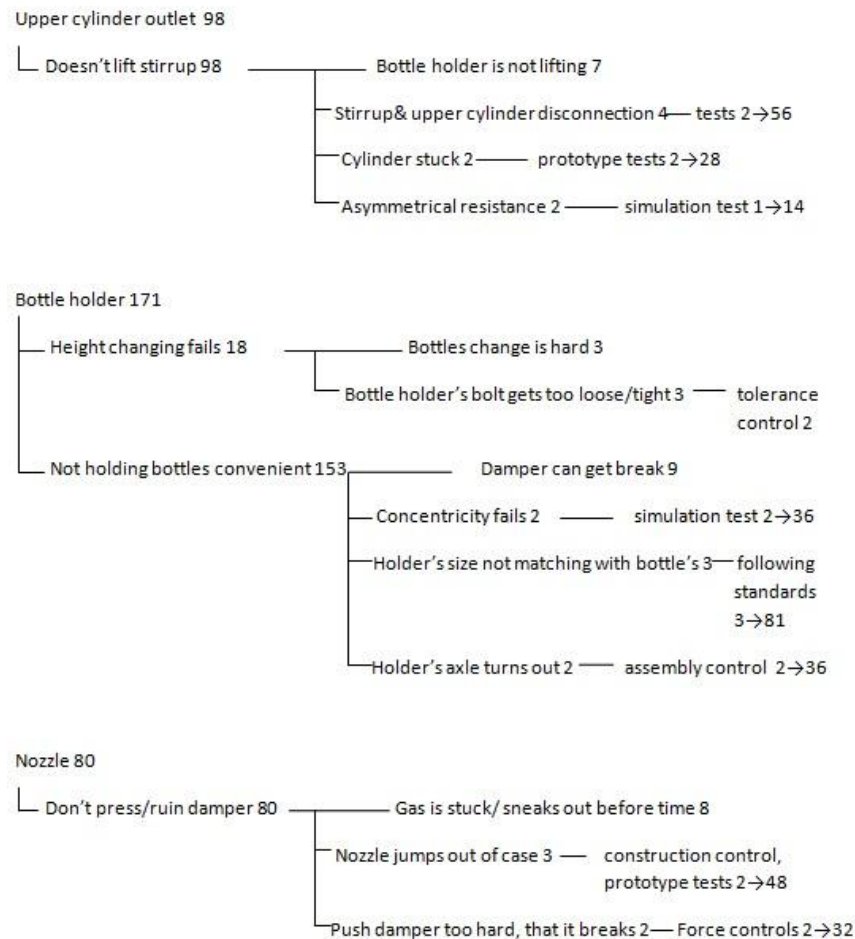 Upper cylinder outlet 98
Doesn't lift stirrup 98 Bottle holder is not lifting 7
Stirrup& upper cylinder disconnection 4 tests 2→56
Cylinder stuck 2 prototype tests 2→28
Asymmetrical resistance 2 simulation test 1→14
Bottle holder 171
Height changing fails 18 Bottles change is hard 3
Bottle holder's bolt gets too loose/tight 3 tolerance
control 2
Not holding bottles convenient 153 Damper can get break 9
Concentricity fails 2 simulation test 2→36
Holder's size not matching with bottle's 3 following
standards
3→81
Holder's axle turns out 2 assembly control 2→36
Nozzle 80
Don't press/ruin damper 80 Gas is stuck/ sneaks out before time 8
Nozzle jumps out of case 3 construction control,
prototype tests 2→48
Push damper too hard, that it breaks 2 Force controls 2→32